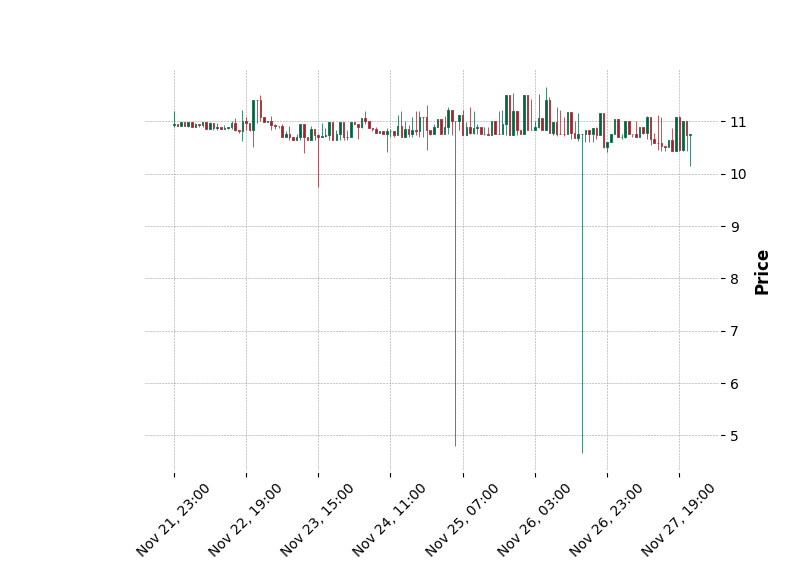 11
10
9
8
7
6
5
Price
Nov 21, 23:00
Nov 22, 19:00
Nov 23, 15:00
Nov 24, 11:00
Nov 25, 07:00
Nov 26, 03:00
Nov 26, 23:00
Nov 27, 19:00